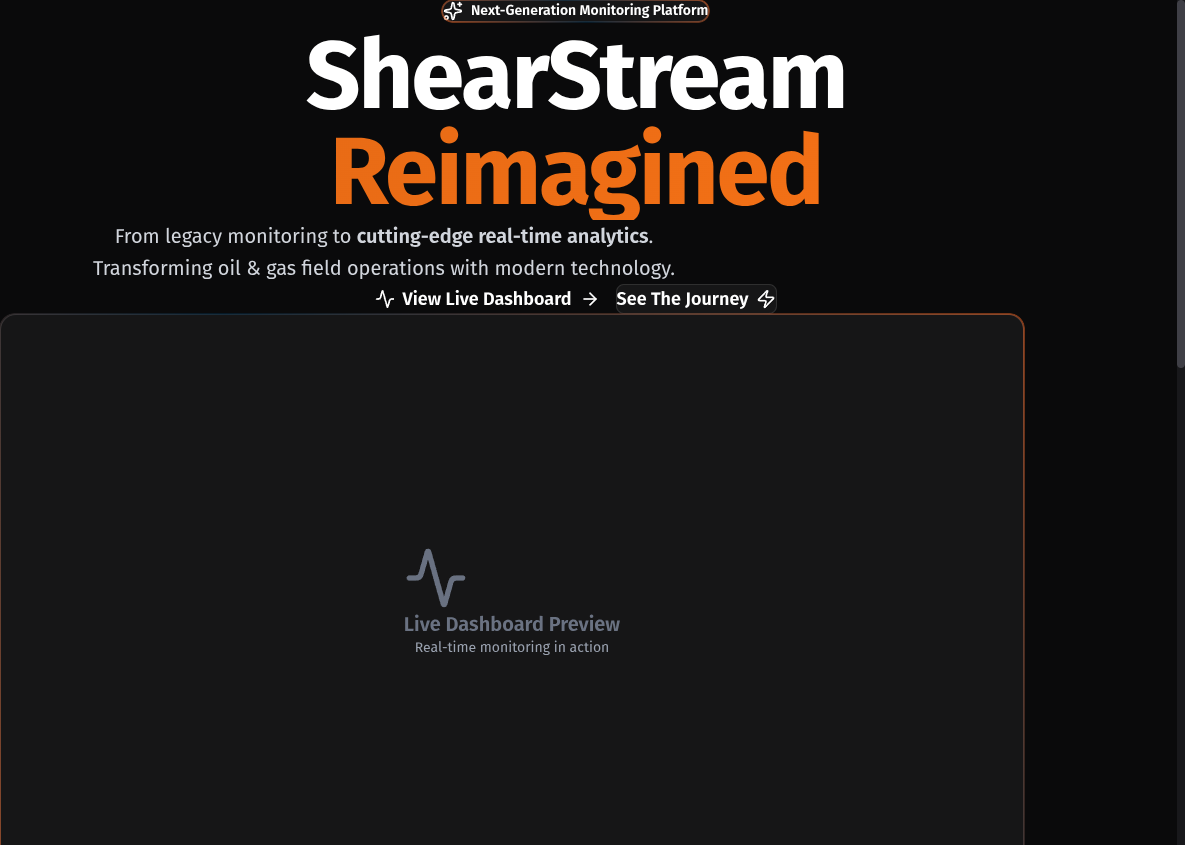 Next-Generation Monitoring Platform
ShearStream
Reimagined
From legacy monitoring to cutting-edge real-time analytics.
Transforming oil & gas field operations with modern technology.
View Live Dashboard → See The Journey
Live Dashboard Preview
Real-time monitoring in action